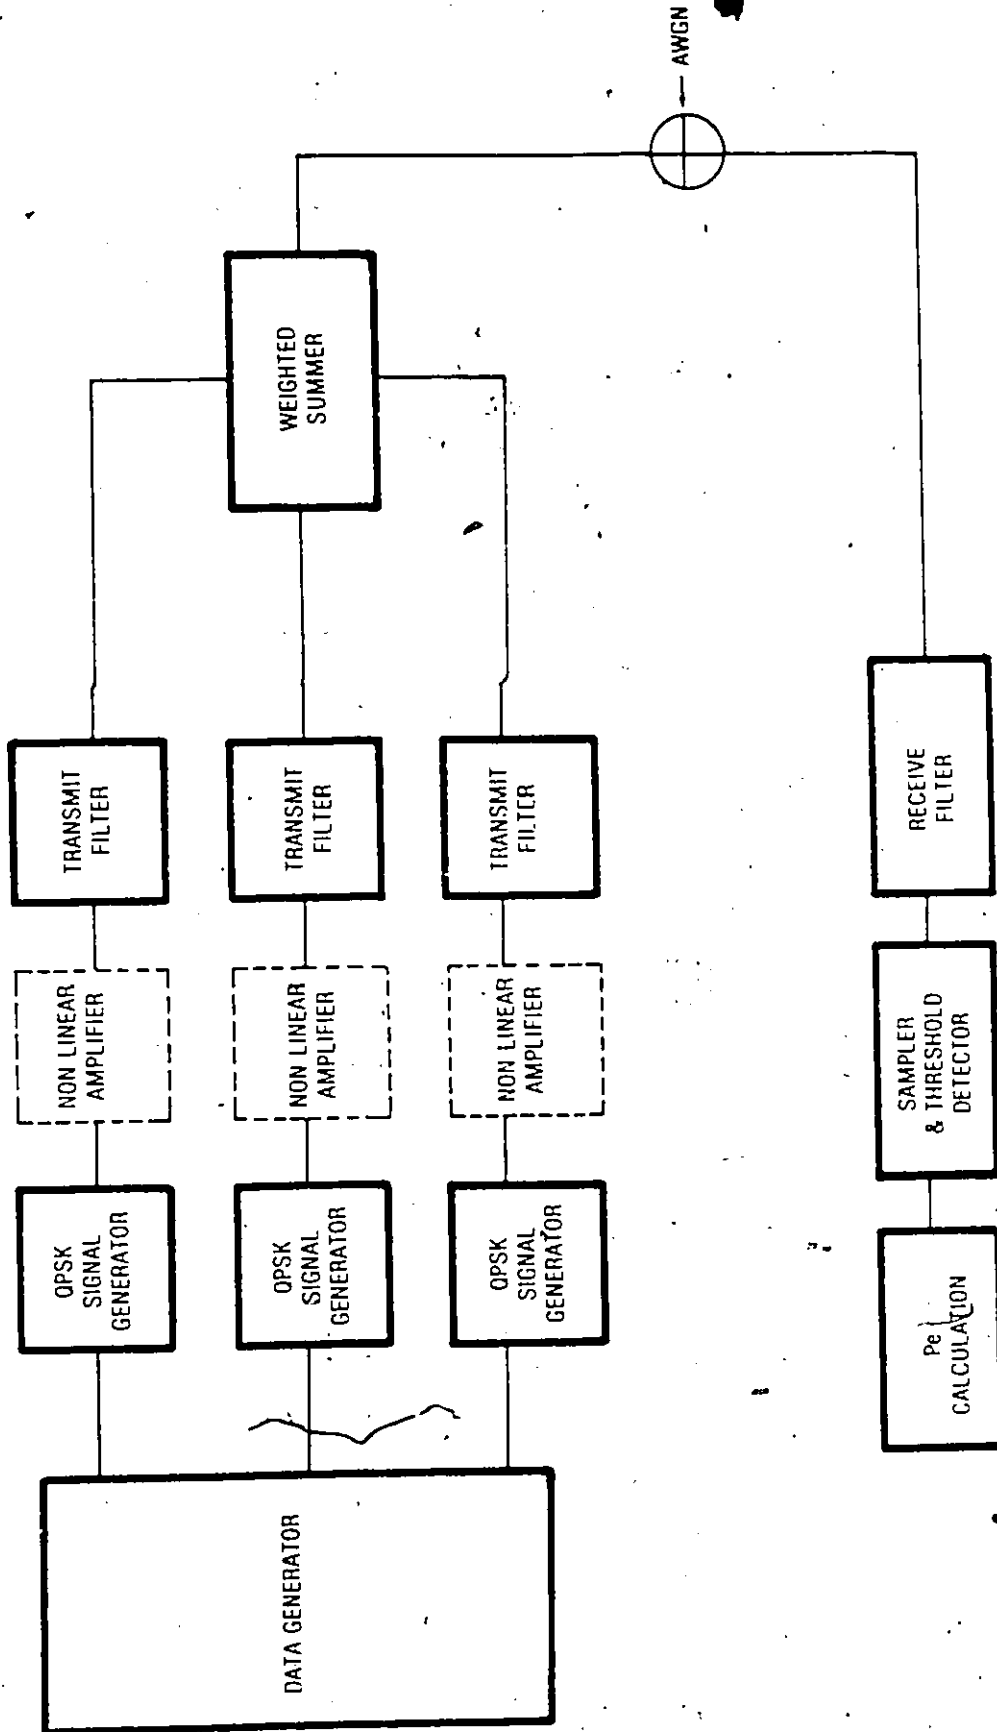 DATA GENERATOR
QPSK
SIGNAL
GENERATOR
NON LINEAR
AMPLIFIER
TRANSMIT
FILTER
QPSK
SIGNAL
GENERATOR
NON LINEAR
AMPLIFIER
TRANSMIT
FILTER
QPSK
SIGNAL
GENERATOR
NON LINEAR
AMPLIFIER
TRANSMIT
FILTER
WEIGHTED
SUMMER
AWGN
Pe
CALCULATION
SAMPLER
& THRESHOLD
DETECTOR
RECEIVE
FILTER